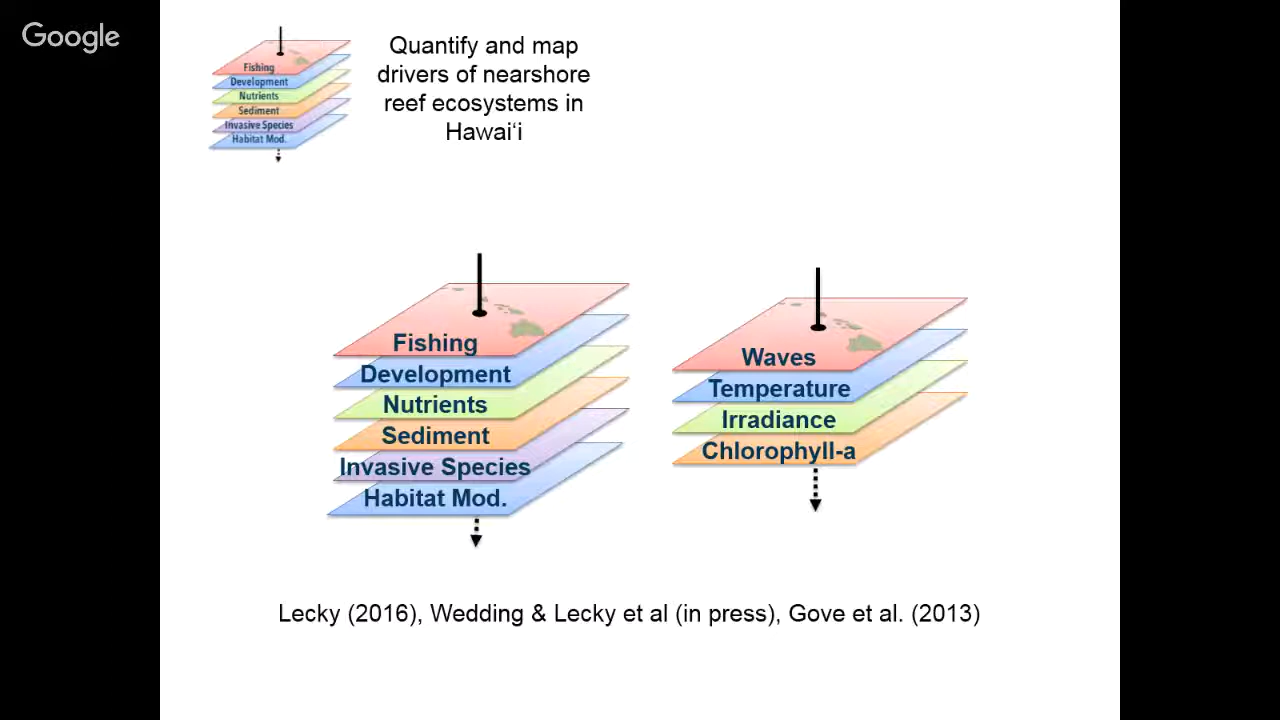 Google
Fishing
Development
Nutrients
Sediment
Invasive Species
Habitat Mod.
Quantify and map
drivers of nearshore
reef ecosystems in
Hawaiʻi
Fishing
Development
Nutrients
Sediment
Invasive Species
Habitat Mod.
Waves
Temperature
Irradiance
Chlorophyll-a
Lecky (2016), Wedding & Lecky et al (in press), Gove et al. (2013)